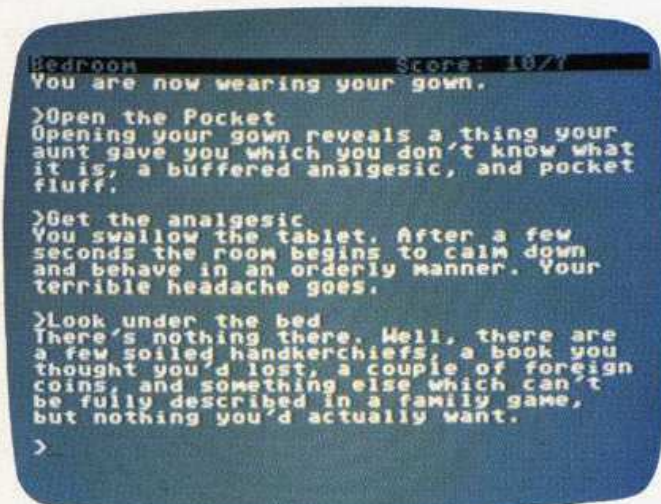 Bedroom Score: 10/7
You are now wearing your gown.
>Open the Pocket
Opening your gown reveals a thing your
aunt gave you which you don't know what
it is, a buffered analgesic, and pocket
fluff.
>Get the analgesic
You swallow the tablet. After a few
seconds the room begins to calm down
and behave in an orderly manner. Your
terrible headache goes.
>Look under the bed
There's nothing there. Well, there are
a few soiled handkerchiefs, a book you
thought you'd lost, a couple of foreign
coins, and something else which can't
be fully described in a family game,
but nothing you'd actually want.
>